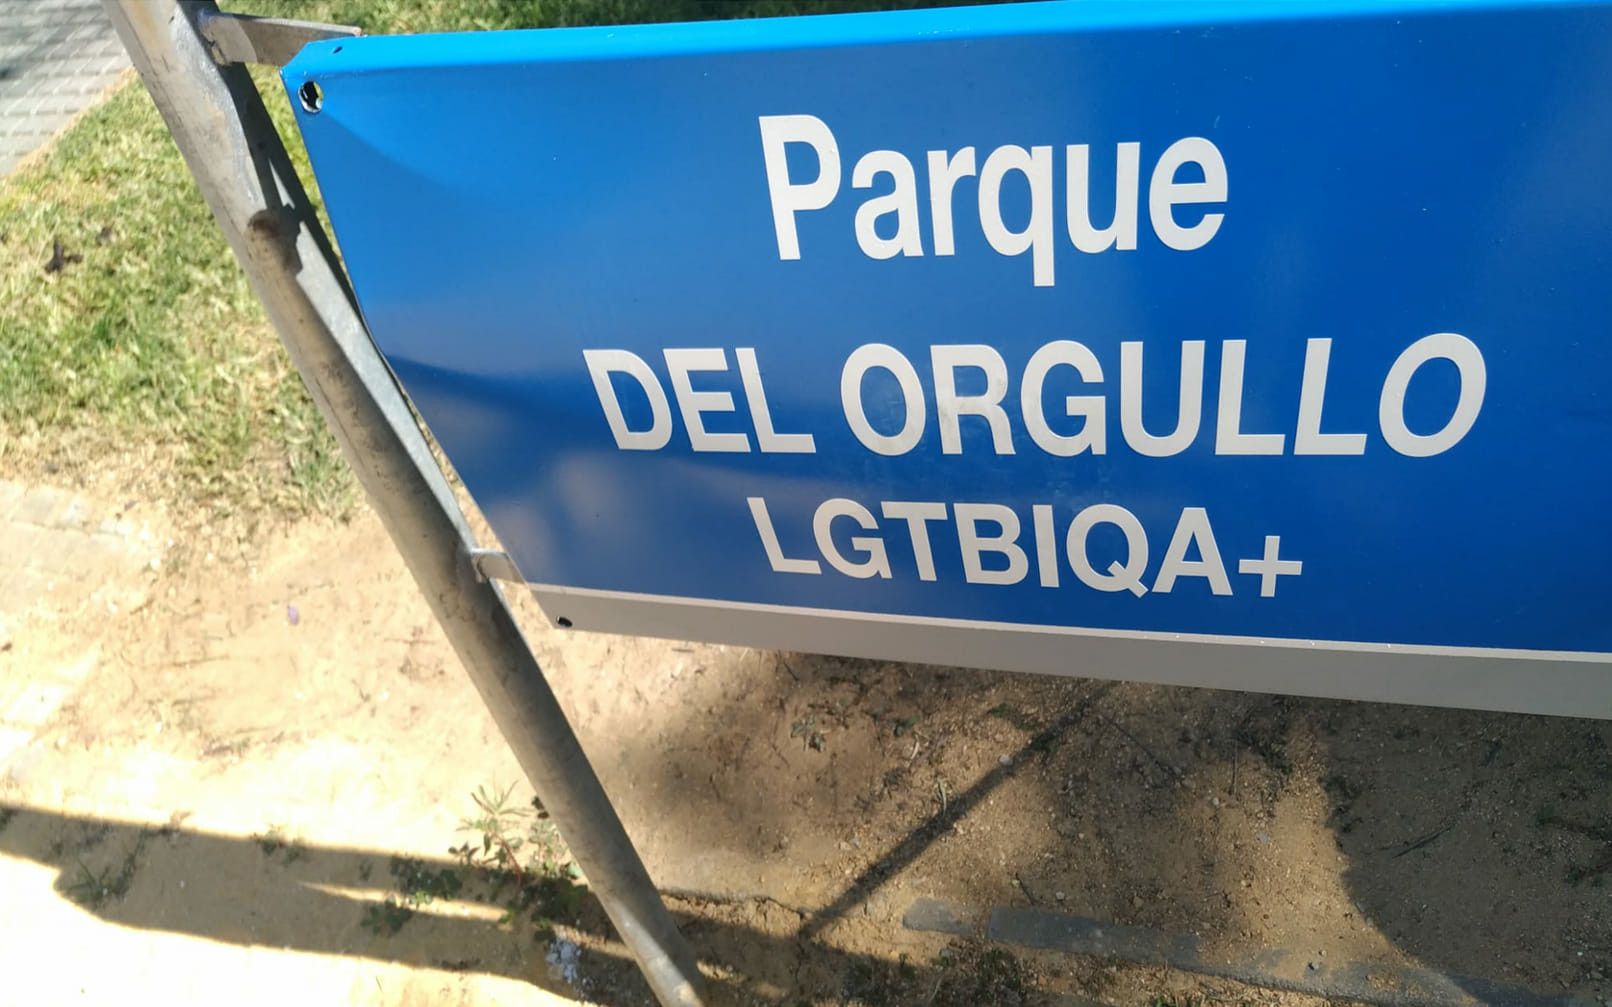 Parque
DEL ORGULLO
LGTBIQA+